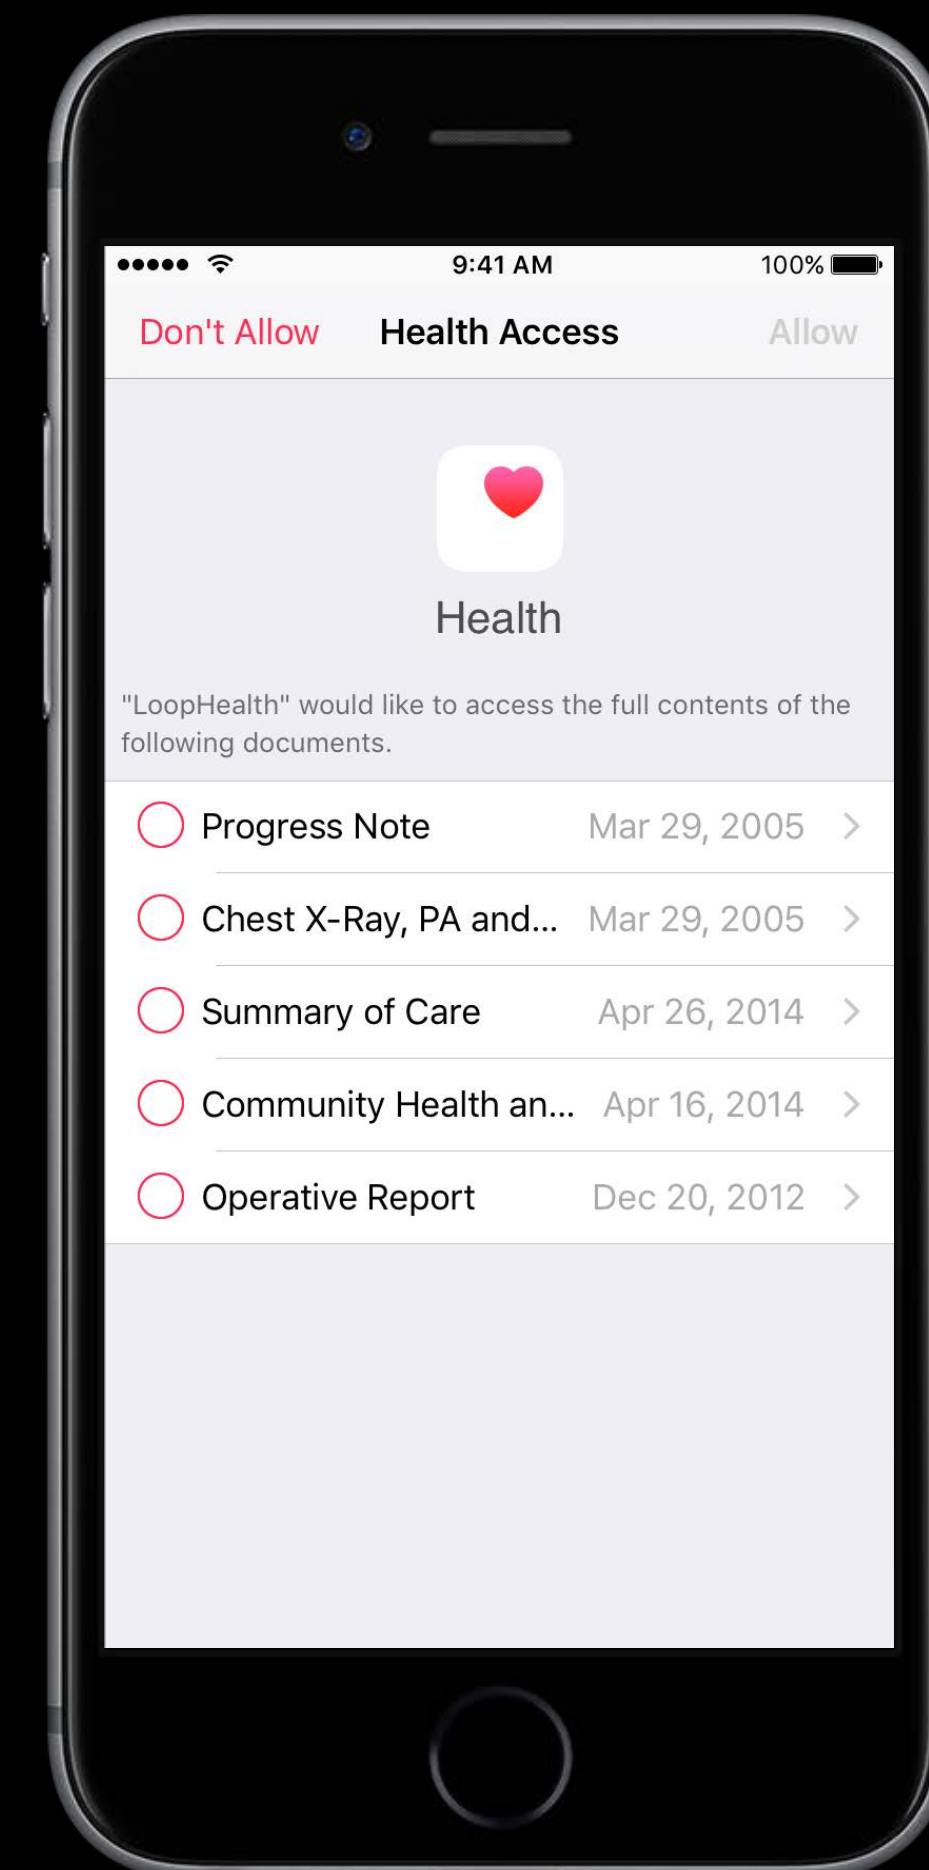 9:41 AM 100%
Don't Allow Health Access Allow
Health
"LoopHealth" would like to access the full contents of the
following documents.
Progress Note Mar 29, 2005
Chest X-Ray, PA and... Mar 29, 2005
Summary of Care Apr 26, 2014
Community Health an... Apr 16, 2014
Operative Report Dec 20, 2012